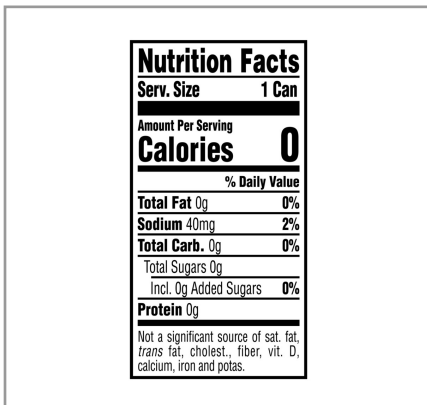 Nutrition Facts
Serv. Size 1 Can
Amount Per Serving
Calories 0
% Daily Value
Total Fat 0g 0%
Sodium 40mg 2%
Total Carb. 0g 0%
Total Sugars 0g
Incl. 0g Added Sugars 0%
Protein 0g
Not a significant source of sat. fat,
trans fat, cholest., fiber, vit. D,
calcium, iron and potas.